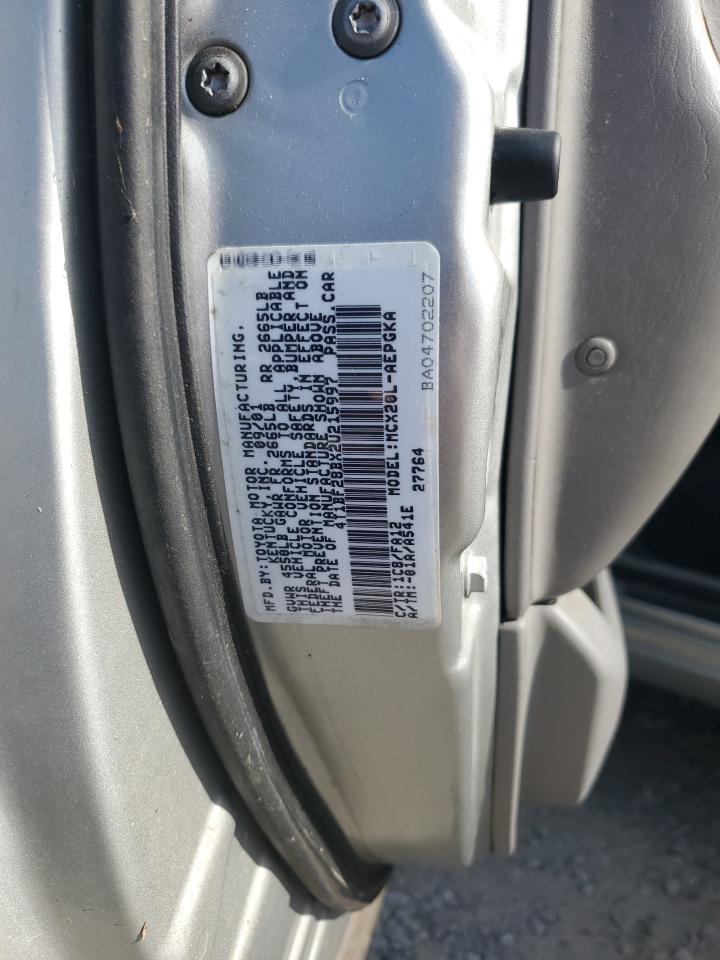 MFD.BY:TOYOTA MOTOR MANUFACTURING,
KENTUCKY, INC. 09/01
GVWR 4550LB GAWR FR 2665LB RR 2665LB
THIS VEHICLE CONFORMS TO ALL APPLICABLE
FEDERAL MOTOR VEHICLE SAFETY, BUMPER AND
THEFT PREVENTION STANDARDS IN EFFECT ON
THE DATE OF MANUFACTURE SHOWN ABOVE
4T1BF28BX2U215997 PASS.CAR
C/TR:1C8/FA12 MODEL:MCX20L-AEPGKA
A/TM:-01A/A541E 27764
BA04702207